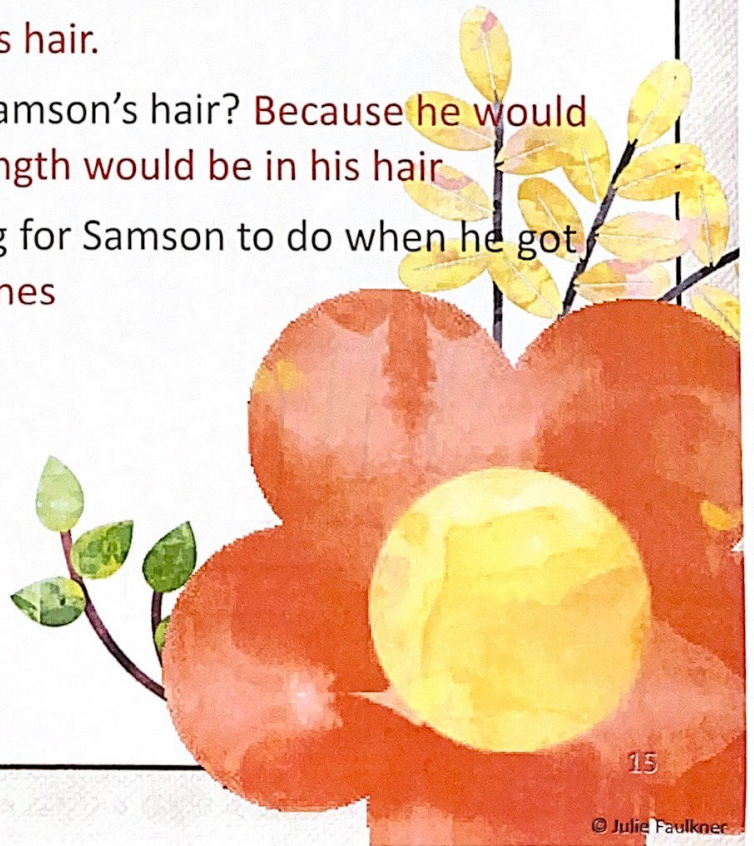 s hair.
amson's hair? Because he would
ngth would be in his hair
g for Samson to do when he got
nes
15
© Julie Faulkner